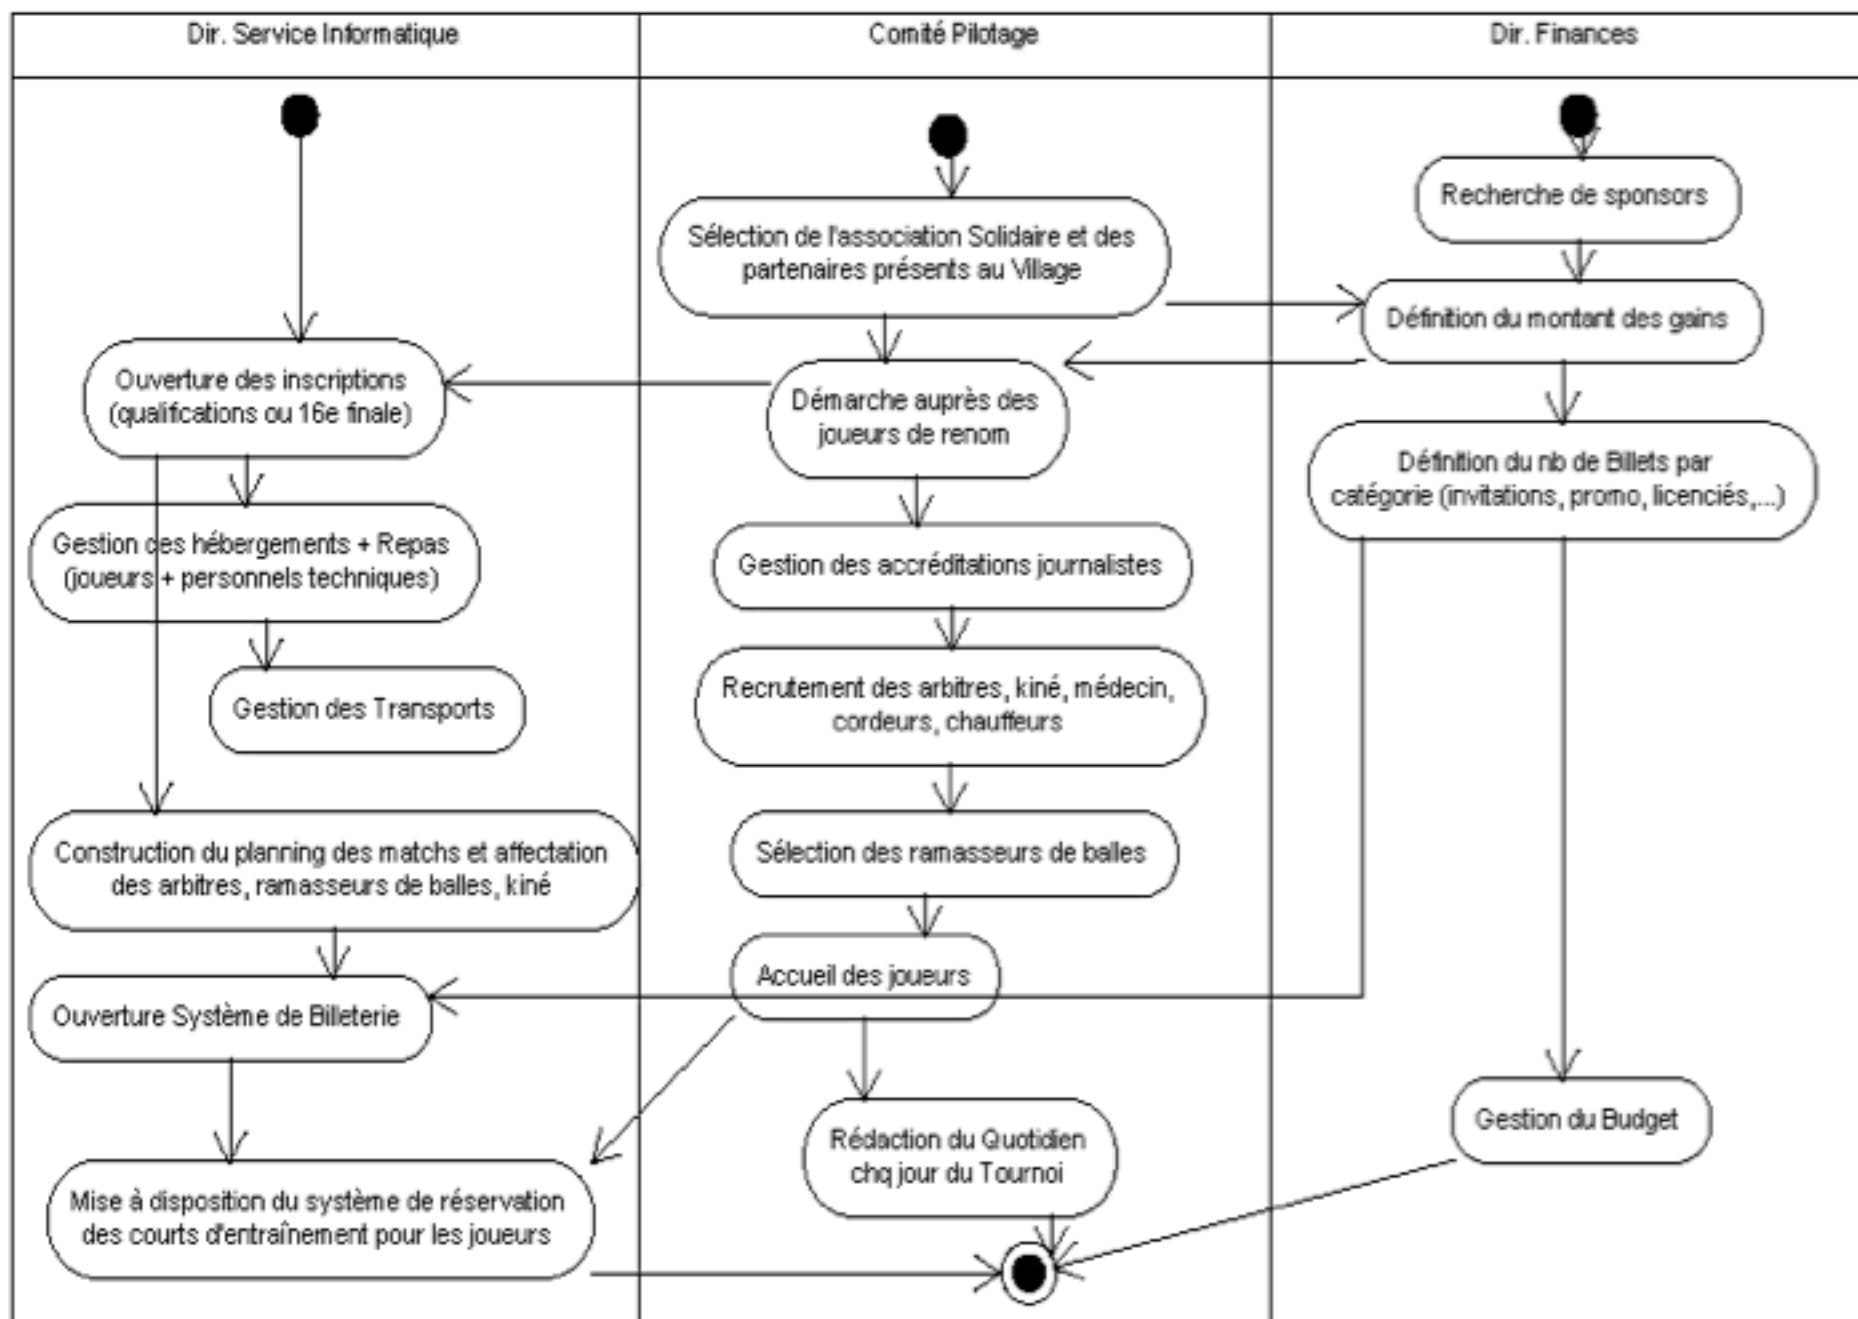 Dir. Service Informatique
Comité Pilotage
Dir. Finances
Ouverture des inscriptions
(qualifcations ou 16e finale)
Gestion des hébergements + Repas
(joueurs + personnels techniques)
Gestion des Transports
Construction du planning des matchs et affectation
des arbitres, ramasseurs de balles, kiné
Ouverture Système de Billeterie
Mise à disposition du système de réservation
des courts d'entraînement pour les joueurs
Sélection de l'association Solidaire et des
partenaires présents au Village
Démarche auprès des
joueurs de renom
Gestion des accréditations journalistes
Recrutement des arbitres, kiné, médecin,
cordeurs, chauffeurs
Sélection des ramasseurs de balles
Accueil des joueurs
Rédaction du Quotidien
chq jour du Tournoi
Recherche de sponsors
Définition du montant des gains
Définition du nb de Billets par
catégorie (invitations, promo, licenciés,...)
Gestion du Budget